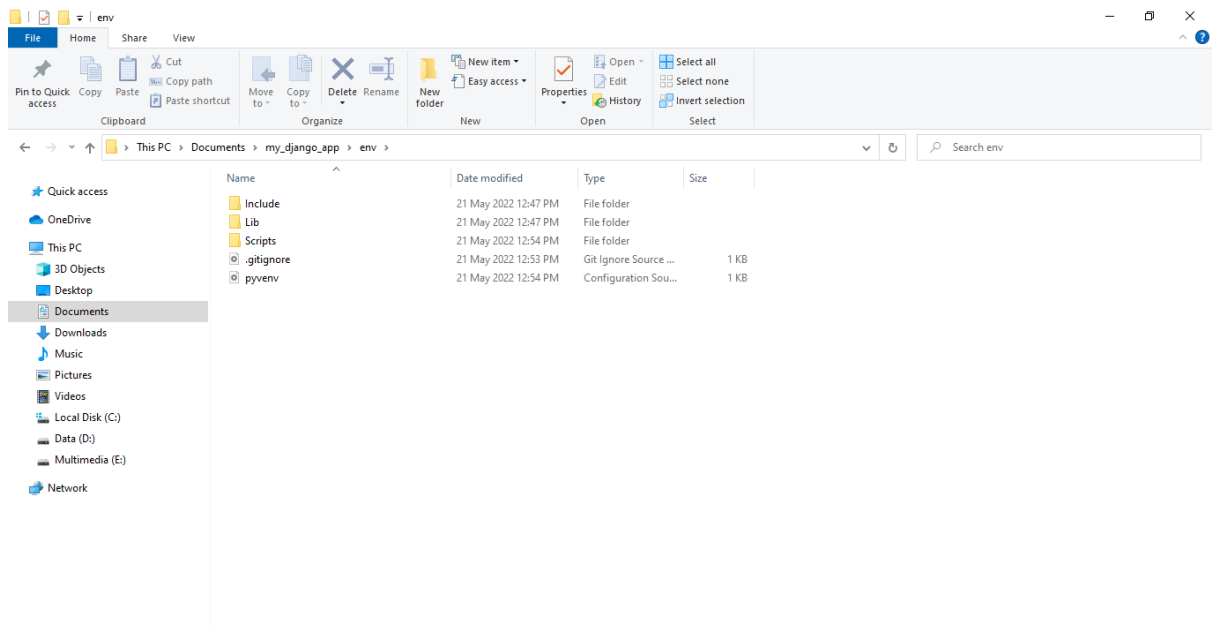 env
File Home Share View
Pin to Quick access
Copy
Paste
Cut
Copy path
Paste shortcut
Clipboard
Move to
Copy to
Delete
Rename
Organize
New folder
New item
Easy access
New
Properties
Open
Edit
History
Open
Select all
Select none
Invert selection
Select
This PC > Documents > my_django_app > env >
Search env
Name Date modified Type Size
Include 21 May 2022 12:47 PM File folder
Lib 21 May 2022 12:47 PM File folder
Scripts 21 May 2022 12:54 PM File folder
.gitignore 21 May 2022 12:53 PM Git Ignore Source ... 1 KB
pyvenv 21 May 2022 12:54 PM Configuration Sou... 1 KB
Quick access
OneDrive
This PC
3D Objects
Desktop
Documents
Downloads
Music
Pictures
Videos
Local Disk (C:)
Data (D:)
Multimedia (E:)
Network